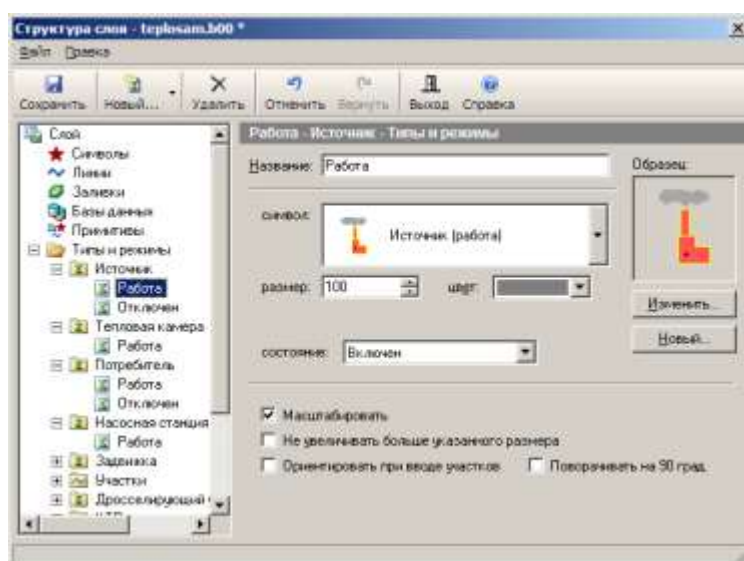 Структура слоя - teplosam.b00 *
Файл Правка
Сохранить Новый... Удалить Отменить Вернуть Выход Справка
Слой
Символы
Линии
Заливки
Базы данных
Примитивы
Типы и режимы
Источник
Работа
Отключен
Тепловая камера
Работа
Потребитель
Работа
Отключен
Насосная станция
Работа
Задвижка
Участки
Дросселирующий
Работа - Источник - Типы и режимы
Название: Работа
Образец:
символ: Источник (работа)
размер: 100 цвет:
Изменить...
Новый...
состояние: Включен
Масштабировать
Не увеличивать больше указанного размера
Ориентировать при вводе участков Поворачивать на 90 град.